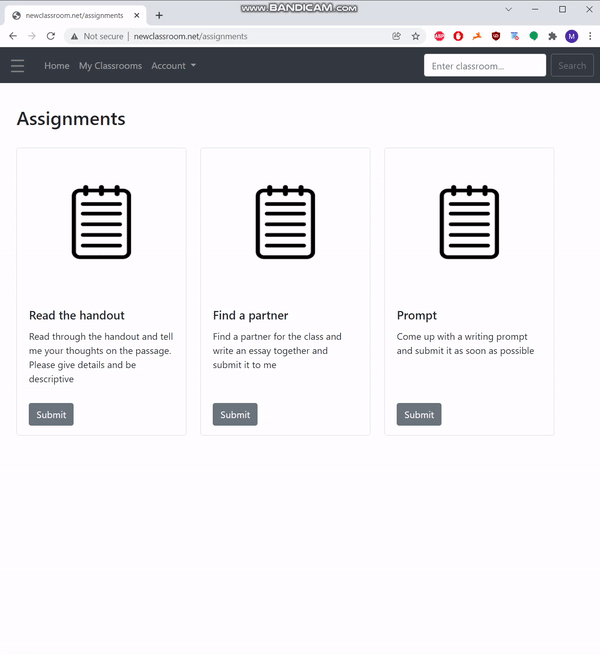 newclassroom.net/assignments
www.BANDICAM.com
Not secure | newclassroom.net/assignments
ABP
M
Home My Classrooms Account
Enter classroom...
Search
Assignments
Read the handout
Read through the handout and tell
me your thoughts on the passage.
Please give details and be
descriptive
Submit
Find a partner
Find a partner for the class and
write an essay together and
submit it to me
Submit
Prompt
Come up with a writing prompt
and submit it as soon as possible
Submit